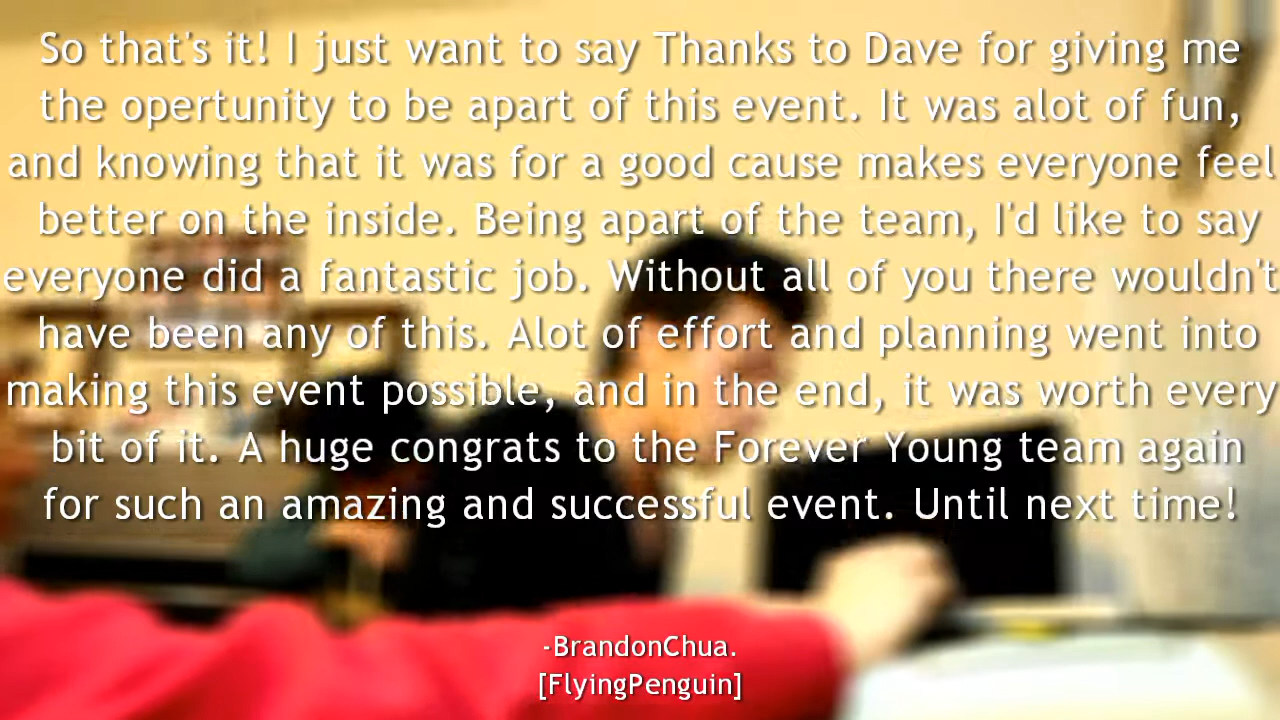 So that's it! I just want to say Thanks to Dave for giving me
the opertunity to be apart of this event. It was alot of fun,
and knowing that it was for a good cause makes everyone feel
better on the inside. Being apart of the team, I'd like to say
everyone did a fantastic job. Without all of you there wouldn't
have been any of this. Alot of effort and planning went into
making this event possible, and in the end, it was worth every
bit of it. A huge congrats to the Forever Young team again
for such an amazing and successful event. Until next time!
-BrandonChua.
[FlyingPenguin]